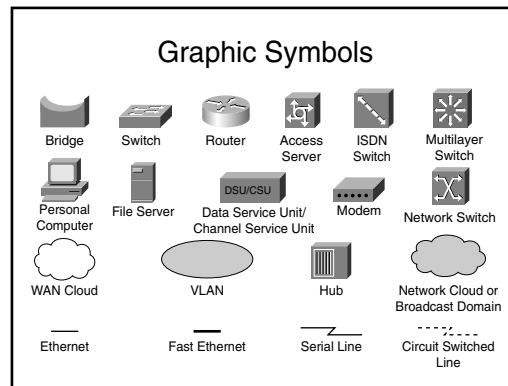 Graphic Symbols
Bridge
Switch
Router
Access
Server
ISDN
Switch
Multilayer
Switch
Personal
Computer
File Server
DSU/CSU
Data Service Unit/
Channel Service Unit
Modem
Network Switch
WAN Cloud
VLAN
Hub
Network Cloud or
Broadcast Domain
Ethernet
Fast Ethernet
Serial Line
Circuit Switched
Line